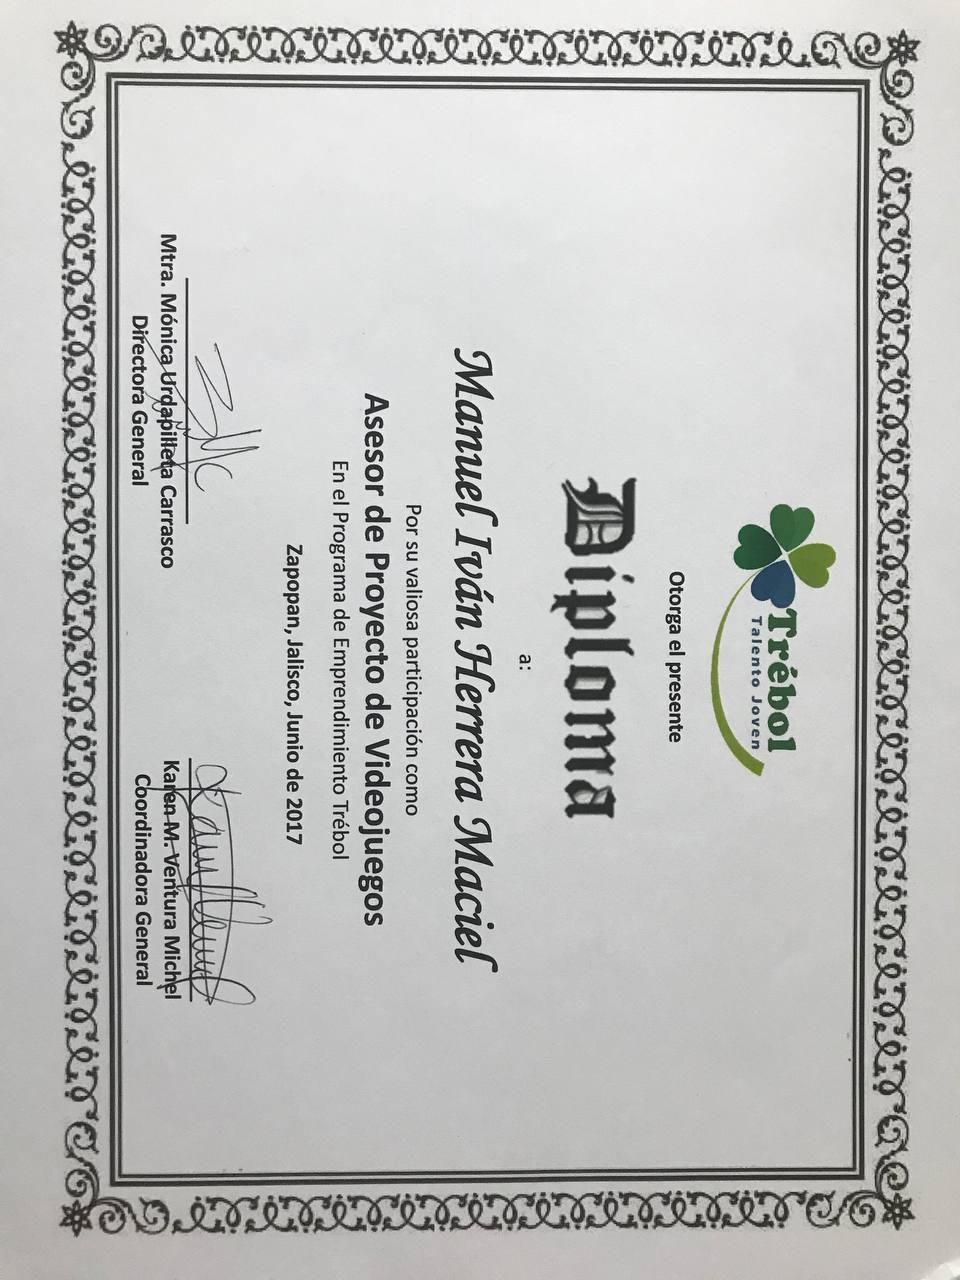 Trébol
Talento Joven
Otorga el presente
Diploma
a:
Manuel Iván Herrera Maciel
Por su valiosa participación como
Asesor de Proyecto de Videojuegos
En el Programa de Emprendimiento Trébol
Zapopan, Jalisco, Junio de 2017
Mtra. Mónica Urdapilleta Carrasco
Directora General
Karen M. Ventura Michel
Coordinadora General